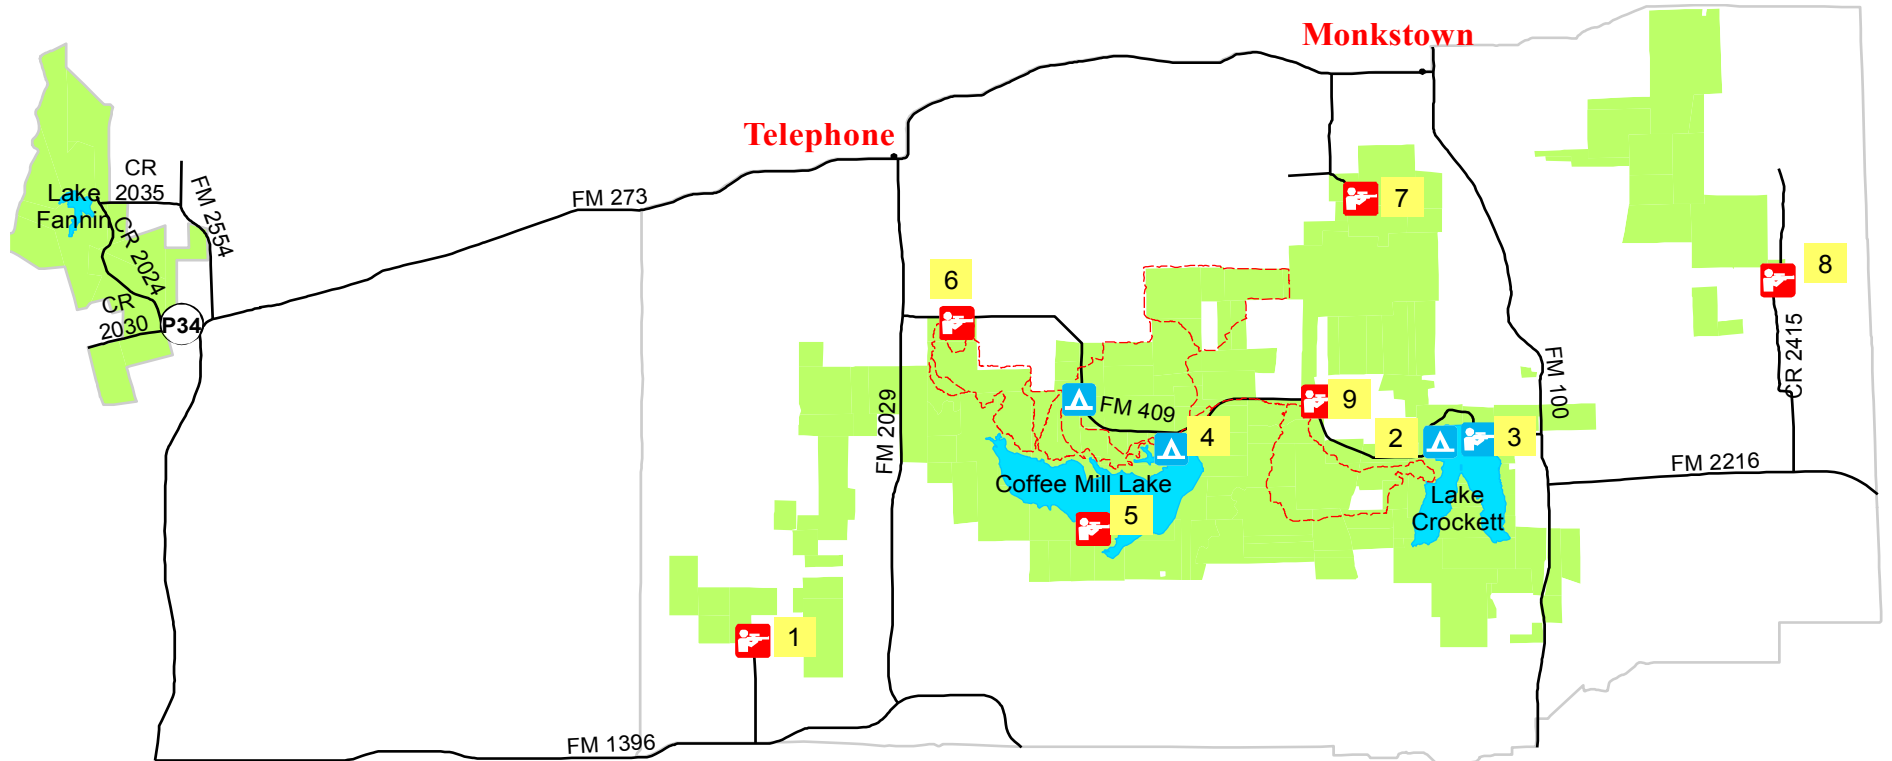 Monkstown
Telephone
CR
2035
FM 2554
Lake
Fannin
CR 2024
CR
2030
P34
FM 273
7
8
6
CR 2415
FM 100
FM 2029
FM 409
9
4
2
3
FM 2216
Coffee Mill Lake
Lake
Crockett
5
1
FM 1396